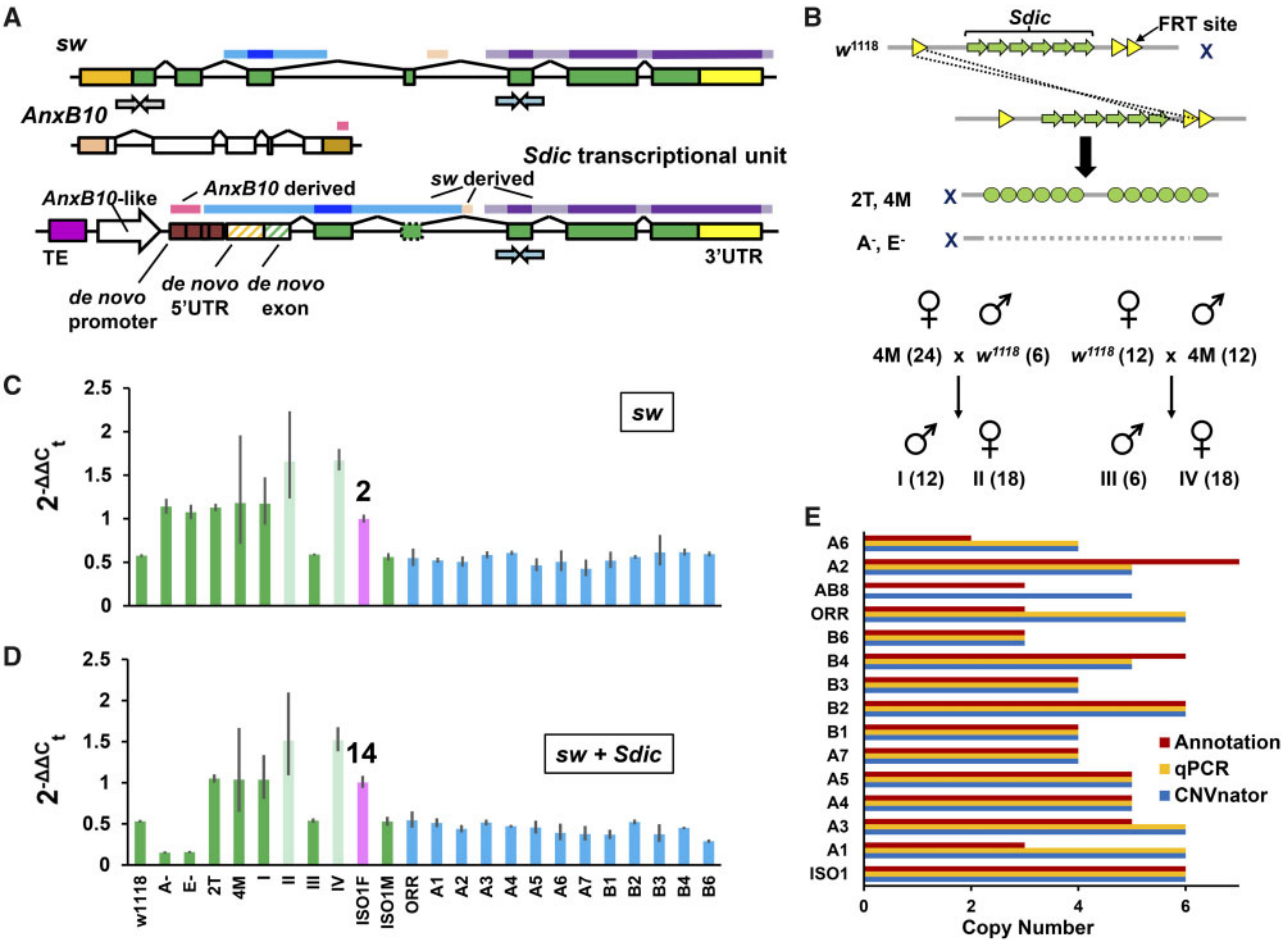 A
sw
AnxB10
Sdic transcriptional unit
AnxB10-like
AnxB10 derived
sw derived
TE
3'UTR
de novo promoter
de novo 5'UTR
de novo exon
B
Sdic
FRT site
w1118
X
2T, 4M
X
A-, E-
X
♀ ♂ ♀ ♂
4M (24) x w1118 (6) w1118 (12) x 4M (12)
♂ ♀ ♂ ♀
I (12) II (18) III (6) IV (18)
C
sw
2-ΔΔCt
2.5
2
1.5
1
0.5
0
2
D
sw + Sdic
2-ΔΔCt
2.5
2
1.5
1
0.5
0
14
w1118 A- E- 2T 4M I II III IV ISO1F ISO1M ORR A1 A2 A3 A4 A5 A6 A7 B1 B2 B3 B4 B6
E
A6
A2
AB8
ORR
B6
B4
B3
B2
B1
A7
A5
A4
A3
A1
ISO1
Annotation
qPCR
CNVnator
0 2 4 6
Copy Number